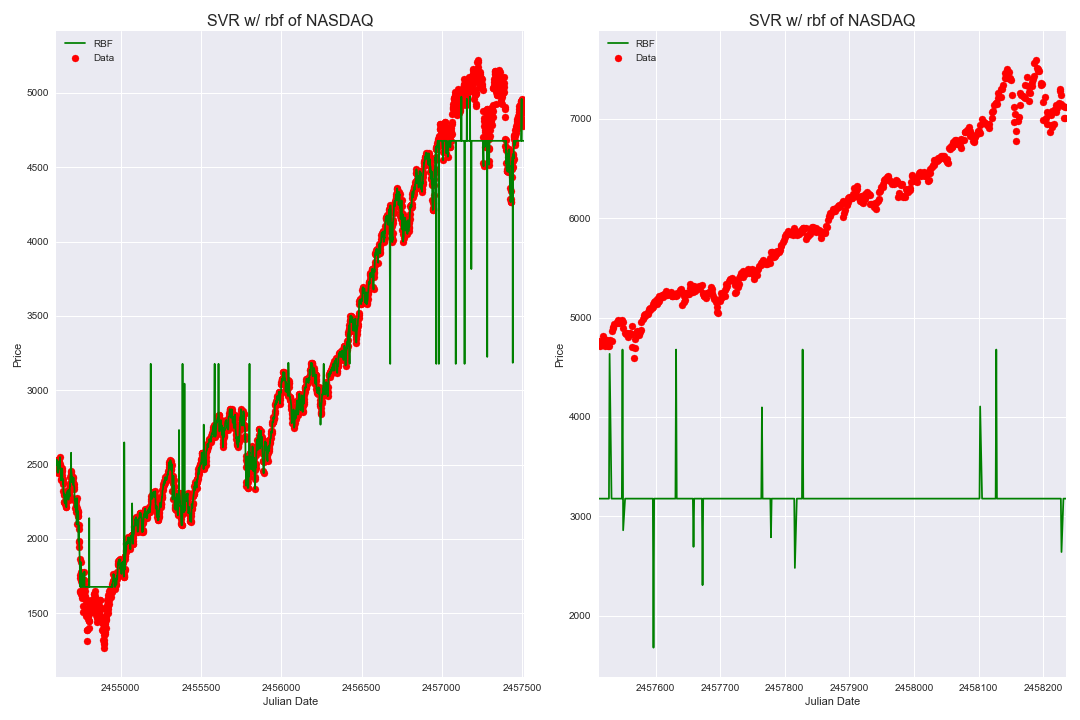 SVR w/ rbf of NASDAQ
RBF
Data
Price
5000
4500
4000
3500
3000
2500
2000
1500
2455000
2455500
2456000
2456500
2457000
2457500
Julian Date
SVR w/ rbf of NASDAQ
RBF
Data
Price
7000
6000
5000
4000
3000
2000
2457600
2457700
2457800
2457900
2458000
2458100
2458200
Julian Date